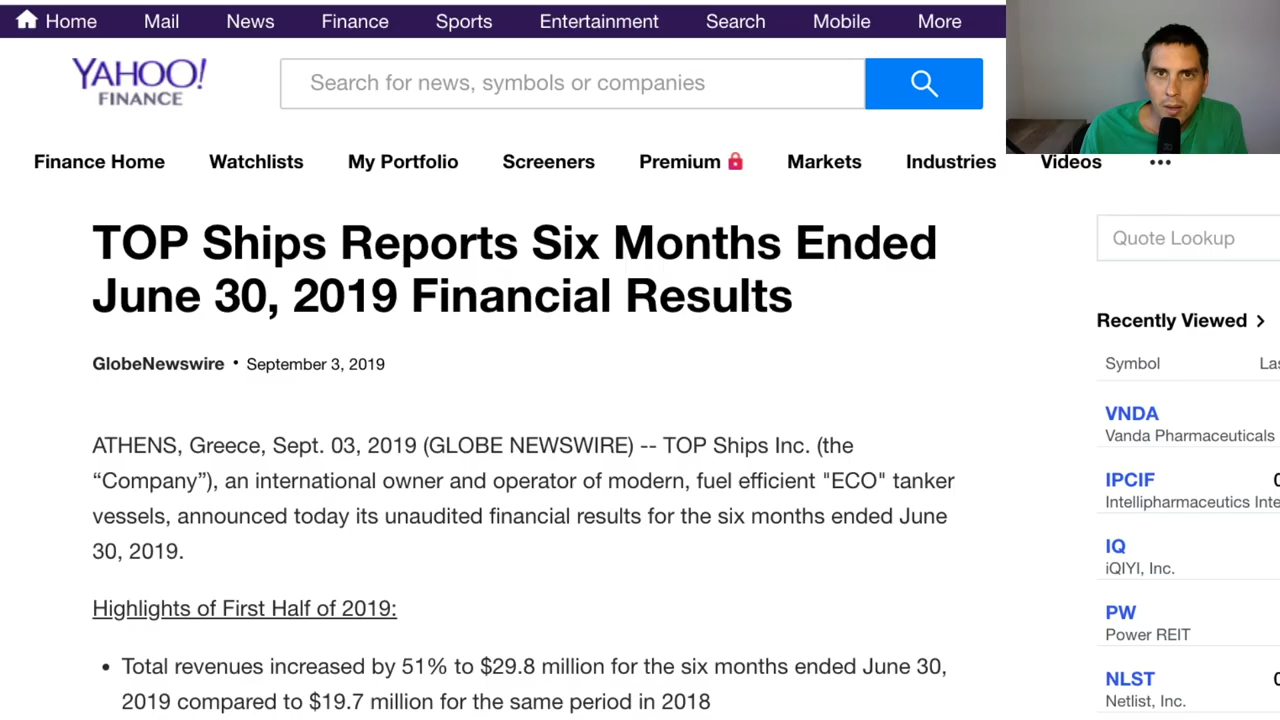 Home Mail News Finance Sports Entertainment Search Mobile More
YAHOO!
FINANCE
Search for news, symbols or companies
Finance Home Watchlists My Portfolio Screeners Premium Markets Industries Videos •••
TOP Ships Reports Six Months Ended
June 30, 2019 Financial Results
GlobeNewswire • September 3, 2019
ATHENS, Greece, Sept. 03, 2019 (GLOBE NEWSWIRE) -- TOP Ships Inc. (the
“Company”), an international owner and operator of modern, fuel efficient "ECO" tanker
vessels, announced today its unaudited financial results for the six months ended June
30, 2019.
Highlights of First Half of 2019:
• Total revenues increased by 51% to $29.8 million for the six months ended June 30,
2019 compared to $19.7 million for the same period in 2018
Quote Lookup
Recently Viewed >
Symbol
VNDA
Vanda Pharmaceuticals
IPCIF
Intellipharmaceutics
IQ
iQIYI, Inc.
PW
Power REIT
NLST
Netlist, Inc.